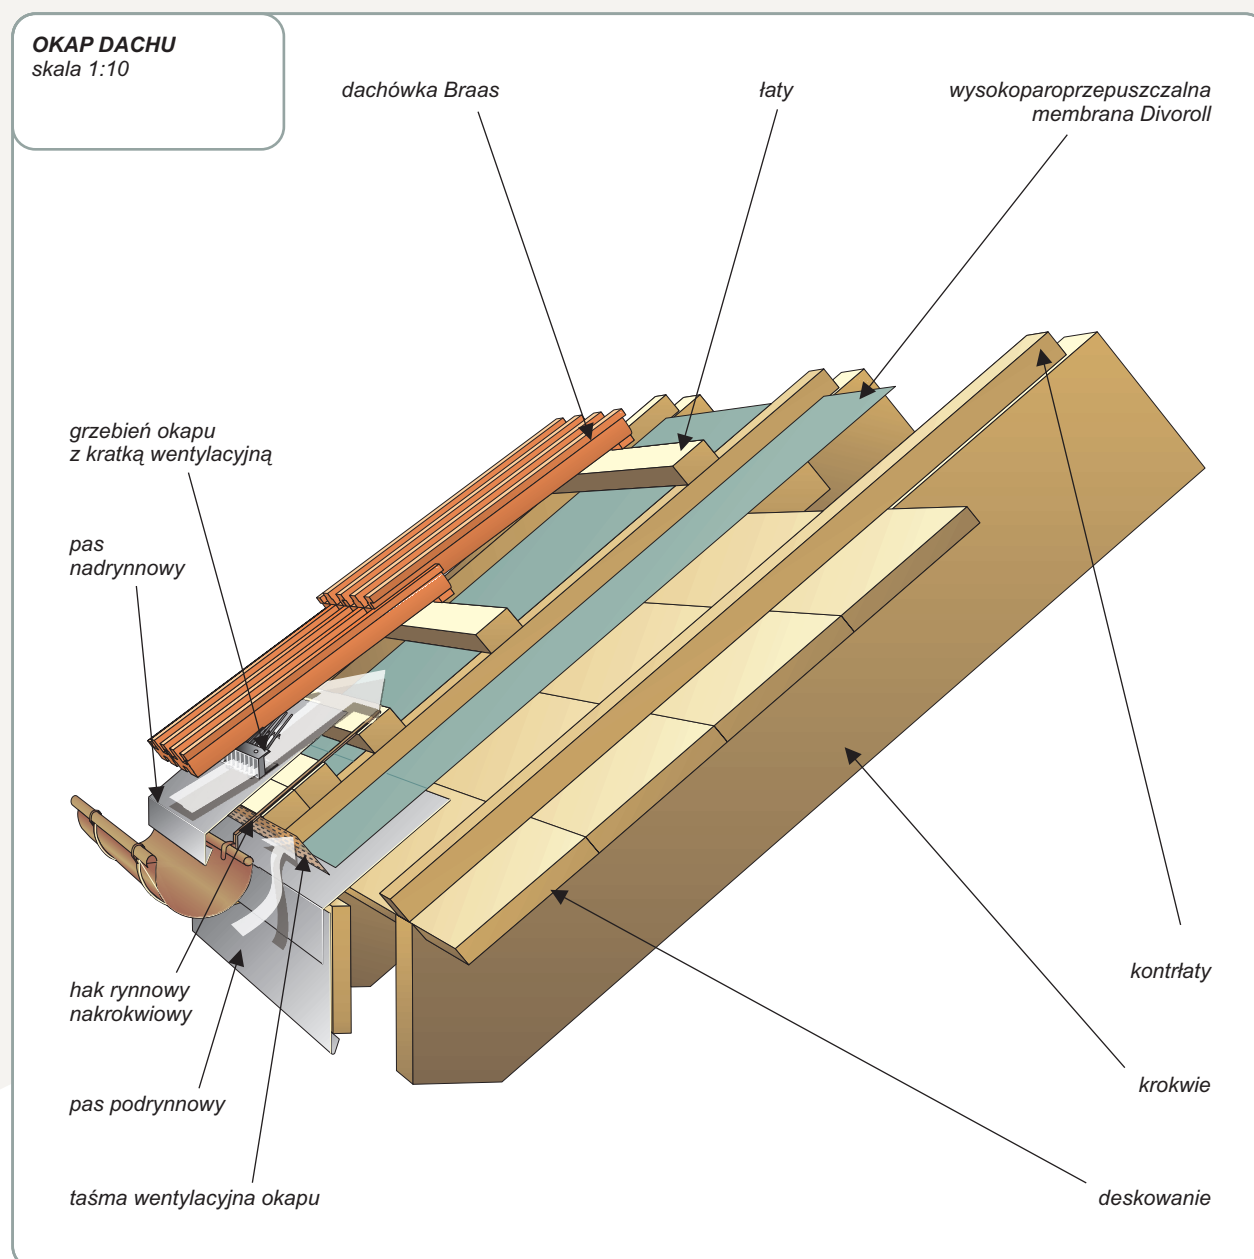 OKAP DACHU
skala 1:10
dachówka Braas
łaty
wysokoparoprzepuszczalna
membrana Divoroll
grzebień okapu
z kratką wentylacyjną
pas
nadrynnowy
hak rynnowy
nakrokwiowy
kontrłaty
pas podrynnowy
krokwie
taśma wentylacyjna okapu
deskowanie